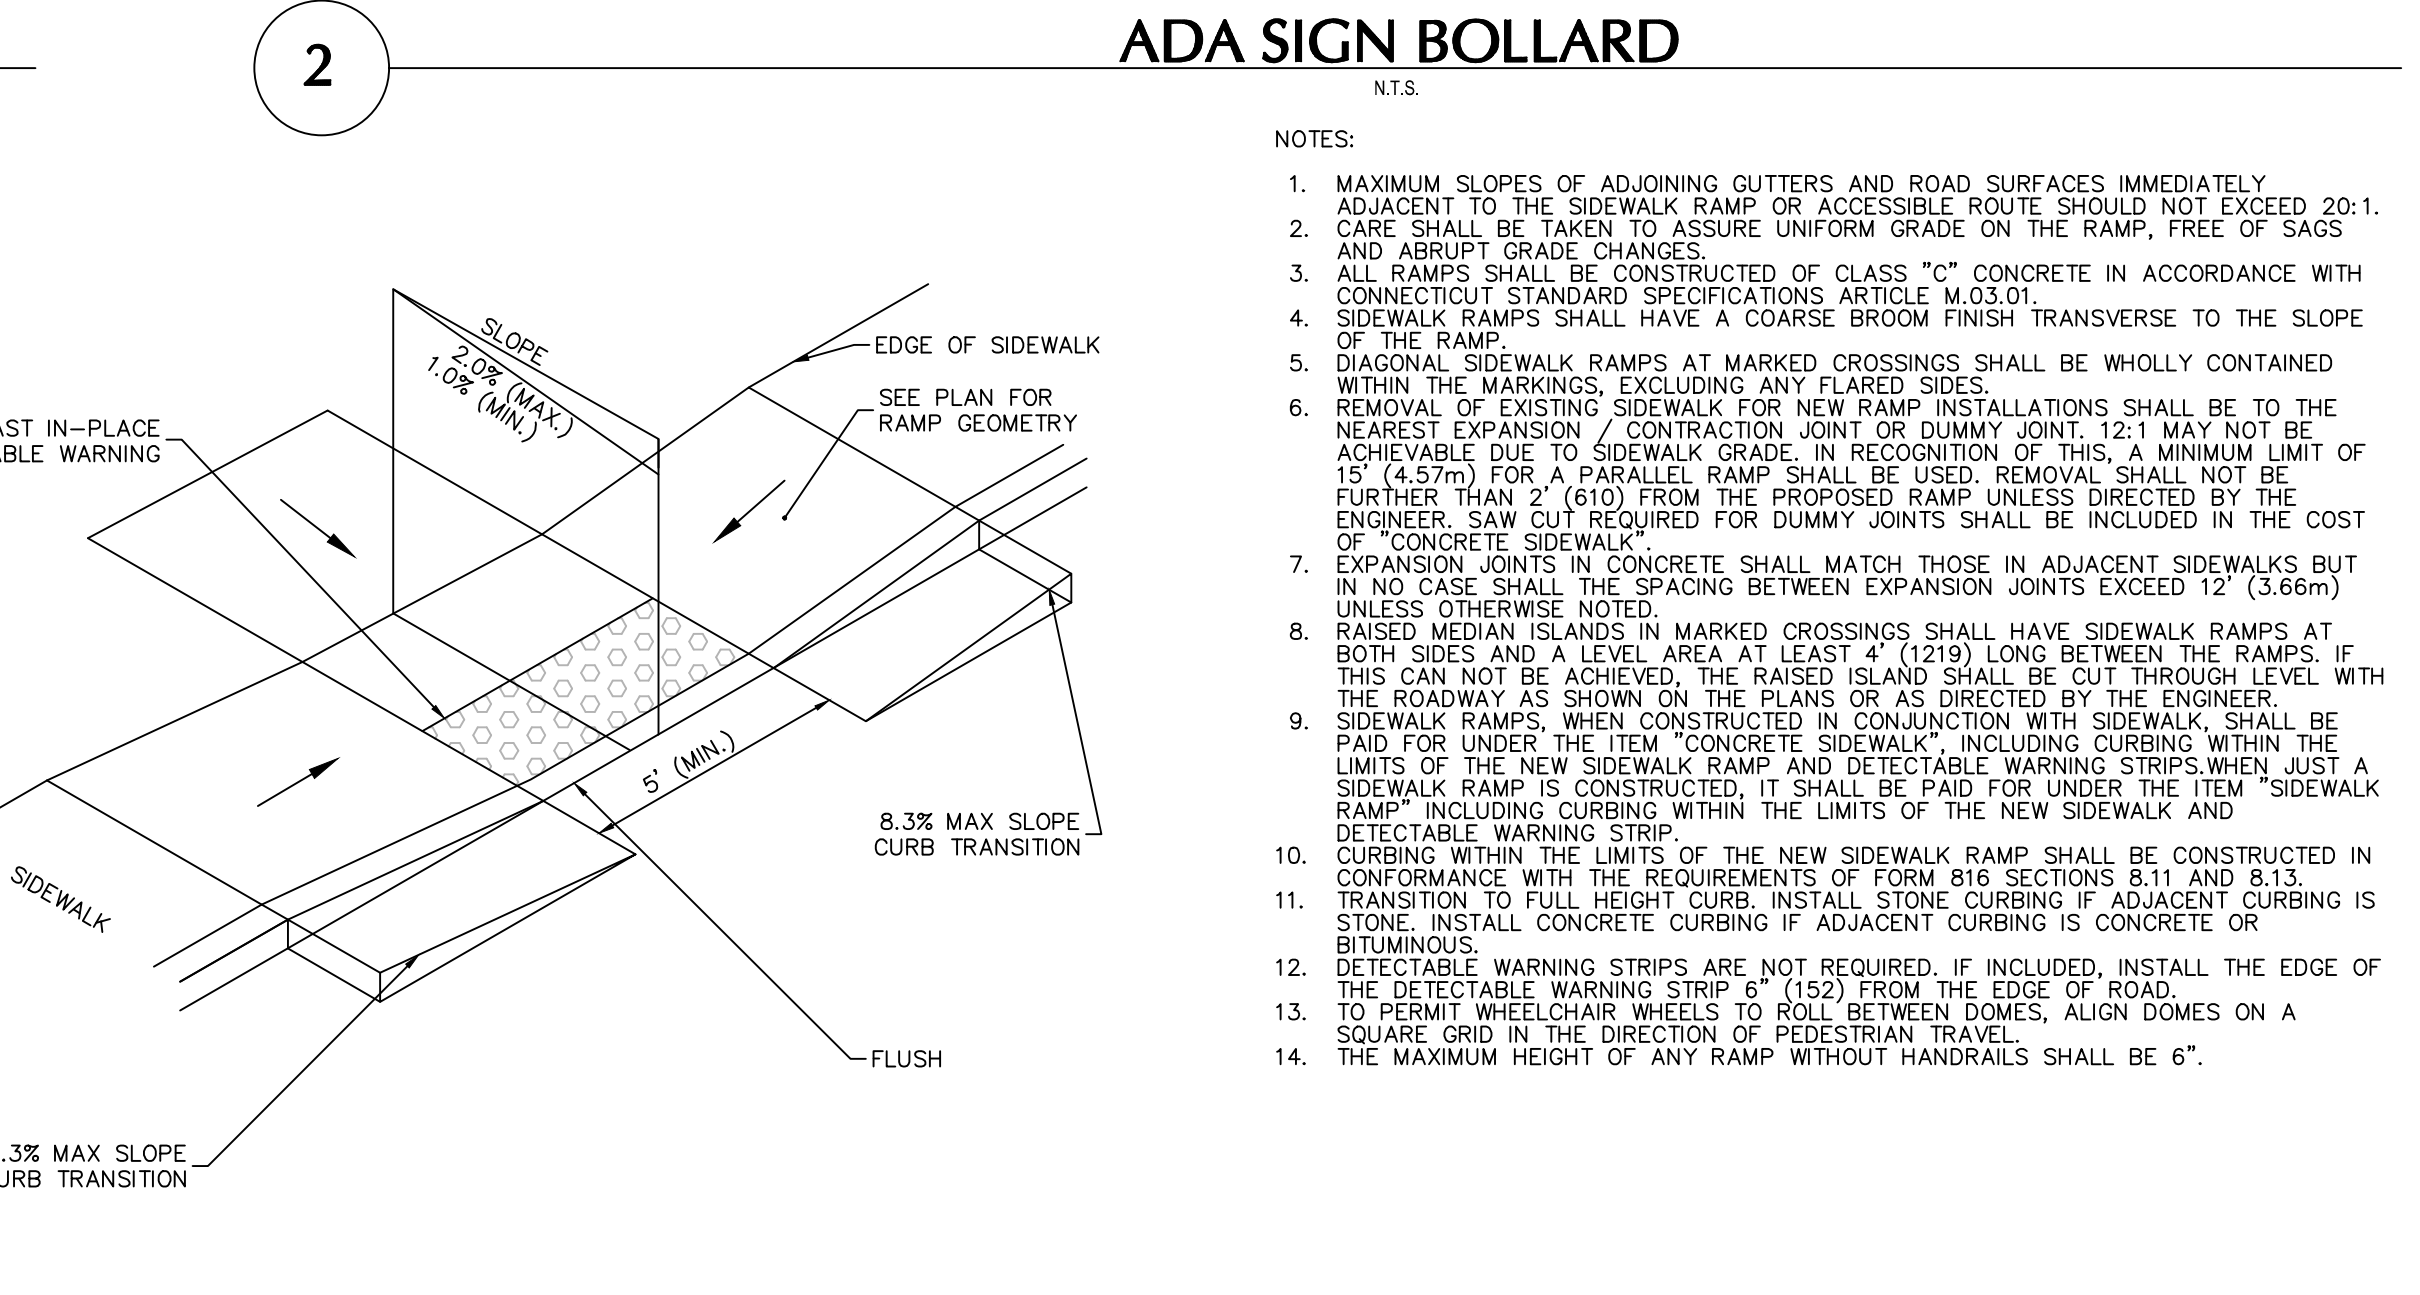 2
ADA SIGN BOLLARD
N.T.S.
SLOPE
2.0% (MAX.)
1.0% (MIN.)
EDGE OF SIDEWALK
SEE PLAN FOR
RAMP GEOMETRY
AST IN-PLACE
ABLE WARNING
5' (MIN.)
8.3% MAX SLOPE
CURB TRANSITION
SIDEWALK
FLUSH
.3% MAX SLOPE
URB TRANSITION
NOTES:
1. MAXIMUM SLOPES OF ADJOINING GUTTERS AND ROAD SURFACES IMMEDIATELY
ADJACENT TO THE SIDEWALK RAMP OR ACCESSIBLE ROUTE SHOULD NOT EXCEED 20:1.
2. CARE SHALL BE TAKEN TO ASSURE UNIFORM GRADE ON THE RAMP, FREE OF SAGS
AND ABRUPT GRADE CHANGES.
3. ALL RAMPS SHALL BE CONSTRUCTED OF CLASS "C" CONCRETE IN ACCORDANCE WITH
CONNECTICUT STANDARD SPECIFICATIONS ARTICLE M.03.01.
4. SIDEWALK RAMPS SHALL HAVE A COARSE BROOM FINISH TRANSVERSE TO THE SLOPE
OF THE RAMP.
5. DIAGONAL SIDEWALK RAMPS AT MARKED CROSSINGS SHALL BE WHOLLY CONTAINED
WITHIN THE MARKINGS, EXCLUDING ANY FLARED SIDES.
6. REMOVAL OF EXISTING SIDEWALK FOR NEW RAMP INSTALLATIONS SHALL BE TO THE
NEAREST EXPANSION / CONTRACTION JOINT OR DUMMY JOINT. 12:1 MAY NOT BE
ACHIEVABLE DUE TO SIDEWALK GRADE. IN RECOGNITION OF THIS, A MINIMUM LIMIT OF
15' (4.57m) FOR A PARALLEL RAMP SHALL BE USED. REMOVAL SHALL NOT BE
FURTHER THAN 2' (610) FROM THE PROPOSED RAMP UNLESS DIRECTED BY THE
ENGINEER. SAW CUT REQUIRED FOR DUMMY JOINTS SHALL BE INCLUDED IN THE COST
OF "CONCRETE SIDEWALK".
7. EXPANSION JOINTS IN CONCRETE SHALL MATCH THOSE IN ADJACENT SIDEWALKS BUT
IN NO CASE SHALL THE SPACING BETWEEN EXPANSION JOINTS EXCEED 12' (3.66m)
UNLESS OTHERWISE NOTED.
8. RAISED MEDIAN ISLANDS IN MARKED CROSSINGS SHALL HAVE SIDEWALK RAMPS AT
BOTH SIDES AND A LEVEL AREA AT LEAST 4' (1219) LONG BETWEEN THE RAMPS. IF
THIS CAN NOT BE ACHIEVED, THE RAISED ISLAND SHALL BE CUT THROUGH LEVEL WITH
THE ROADWAY AS SHOWN ON THE PLANS OR AS DIRECTED BY THE ENGINEER.
9. SIDEWALK RAMPS, WHEN CONSTRUCTED IN CONJUNCTION WITH SIDEWALK, SHALL BE
PAID FOR UNDER THE ITEM "CONCRETE SIDEWALK", INCLUDING CURBING WITHIN THE
LIMITS OF THE NEW SIDEWALK RAMP AND DETECTABLE WARNING STRIPS.WHEN JUST A
SIDEWALK RAMP IS CONSTRUCTED, IT SHALL BE PAID FOR UNDER THE ITEM "SIDEWALK
RAMP" INCLUDING CURBING WITHIN THE LIMITS OF THE NEW SIDEWALK AND
DETECTABLE WARNING STRIP.
10. CURBING WITHIN THE LIMITS OF THE NEW SIDEWALK RAMP SHALL BE CONSTRUCTED IN
CONFORMANCE WITH THE REQUIREMENTS OF FORM 816 SECTIONS 8.11 AND 8.13.
11. TRANSITION TO FULL HEIGHT CURB. INSTALL STONE CURBING IF ADJACENT CURBING IS
STONE. INSTALL CONCRETE CURBING IF ADJACENT CURBING IS CONCRETE OR
BITUMINOUS.
12. DETECTABLE WARNING STRIPS ARE NOT REQUIRED. IF INCLUDED, INSTALL THE EDGE OF
THE DETECTABLE WARNING STRIP 6" (152) FROM THE EDGE OF ROAD.
13. TO PERMIT WHEELCHAIR WHEELS TO ROLL BETWEEN DOMES, ALIGN DOMES ON A
SQUARE GRID IN THE DIRECTION OF PEDESTRIAN TRAVEL.
14. THE MAXIMUM HEIGHT OF ANY RAMP WITHOUT HANDRAILS SHALL BE 6".